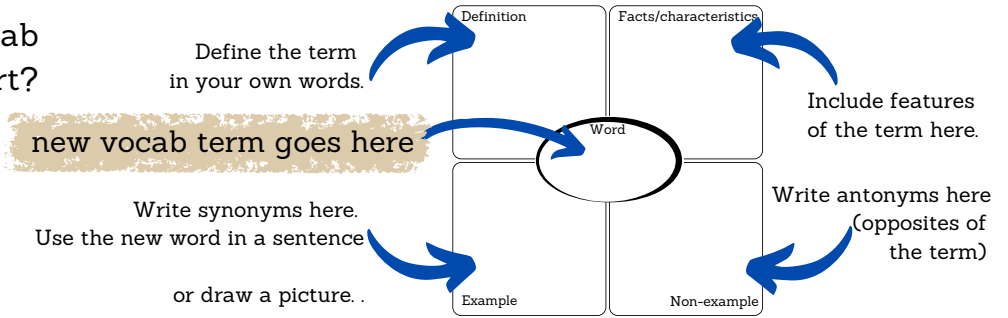 ab
rt?
Define the term
in your own words.
new vocab term goes here
Write synonyms here.
Use the new word in a sentence
or draw a picture. .
Definition
Facts/characteristics
Word
Example
Non-example
Include features
of the term here.
Write antonyms here
(opposites of
the term)